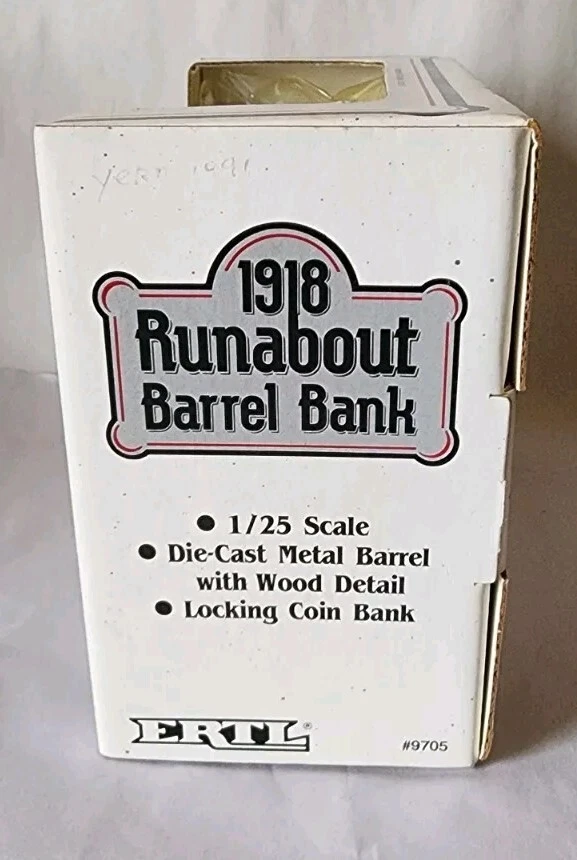 year 1991
1918
Runabout
Barrel Bank
● 1/25 Scale
● Die-Cast Metal Barrel
with Wood Detail
● Locking Coin Bank
ERTL®
#9705